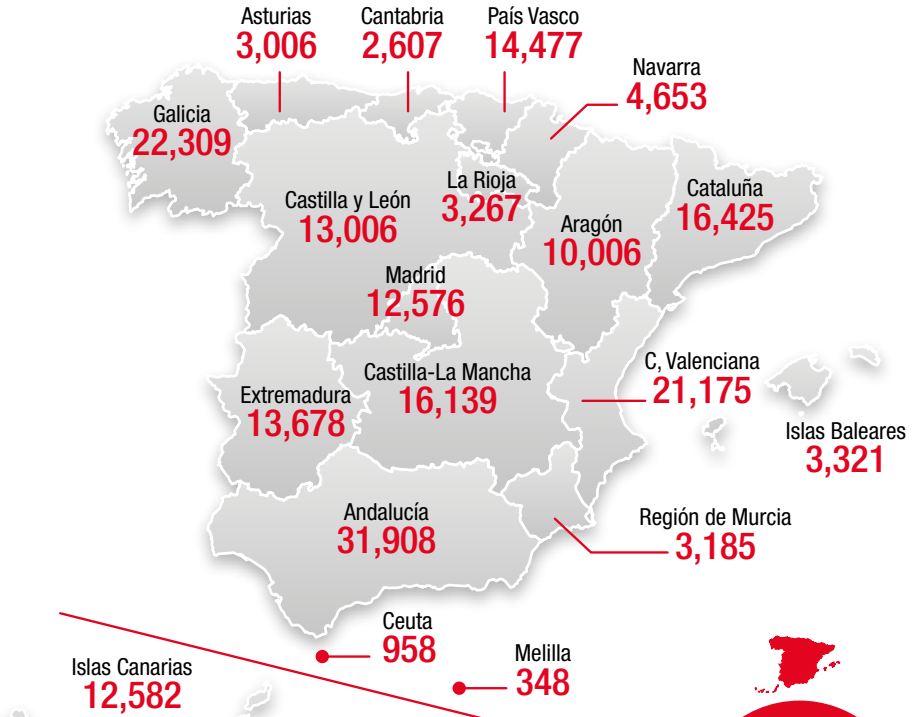 Asturias
3,006
Cantabria
2,607
País Vasco
14,477
Navarra
4,653
Galicia
22,309
Castilla y León
13,006
La Rioja
3,267
Aragón
10,006
Cataluña
16,425
Madrid
12,576
Castilla-La Mancha
16,139
C, Valenciana
21,175
Extremadura
13,678
Islas Baleares
3,321
Andalucía
31,908
Región de Murcia
3,185
Ceuta
958
Melilla
348
Islas Canarias
12,582